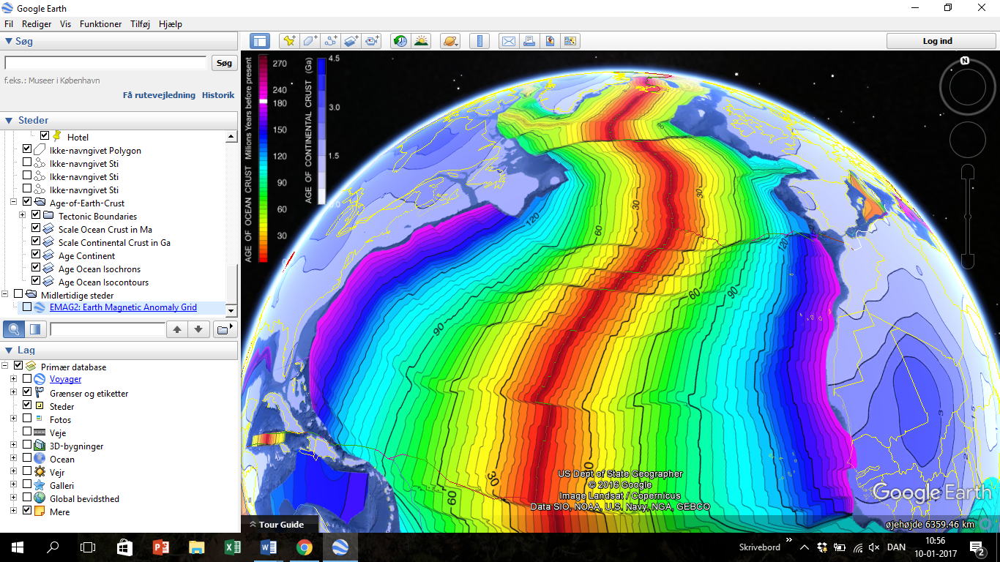 Google Earth
Fil Rediger Vis Funktioner Tilføj Hjælp
Søg
Søg
f.eks.: Museer i København
Få rutevejledning Historik
Steder
Hotel
Ikke-navngivet Polygon
Ikke-navngivet Sti
Ikke-navngivet Sti
Ikke-navngivet Sti
Age-of-Earth-Crust
Tectonic Boundaries
Scale Ocean Crust in Ma
Scale Continental Crust in Ga
Age Continent
Age Ocean Isochrons
Age Ocean Isocontours
Midlertidige steder
EMAG2: Earth Magnetic Anomaly Grid
Lag
Primær database
Voyager
Grænser og etiketter
Steder
Fotos
Veje
3D-bygninger
Ocean
Vejr
Galleri
Global bevidsthed
Mere
Log ind
N
AGE OF OCEAN CRUST Millions Years before present
270
240
180
150
120
90
60
30
AGE OF CONTINENTAL CRUST (Ga)
4.5
3.0
1.5
0.0
60
30
30
120
60
120
90
60
90
3
30
60
US Dept of State Geographer
© 2016 Google
Image Landsat / Copernicus
Data SIO, NOAA, U.S. Navy, NGA, GEBCO
Google Earth
Tour Guide
øjehøjde 6359.46 km
Skrivebord
DAN
10:56
10-01-2017
2